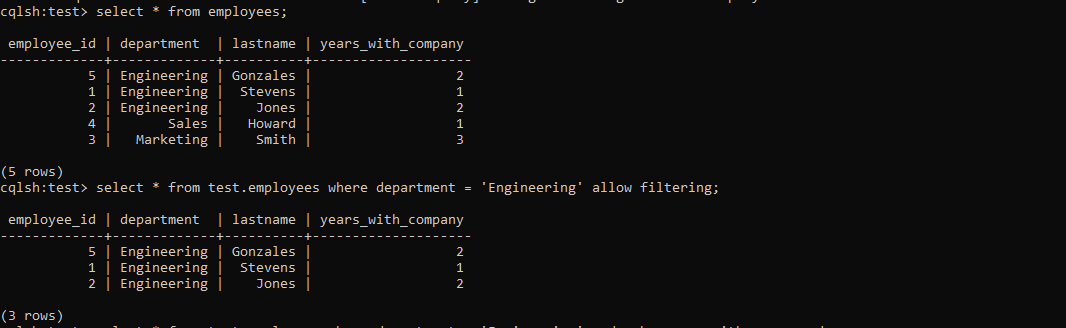 cqlsh:test> select * from employees;
employee_id | department | lastname | years_with_company
-------------+-------------+----------+--------------------
5 | Engineering | Gonzales | 2
1 | Engineering | Stevens | 1
2 | Engineering | Jones | 2
4 | Sales | Howard | 1
3 | Marketing | Smith | 3
(5 rows)
cqlsh:test> select * from test.employees where department = 'Engineering' allow filtering;
employee_id | department | lastname | years_with_company
-------------+-------------+----------+--------------------
5 | Engineering | Gonzales | 2
1 | Engineering | Stevens | 1
2 | Engineering | Jones | 2
(3 rows)